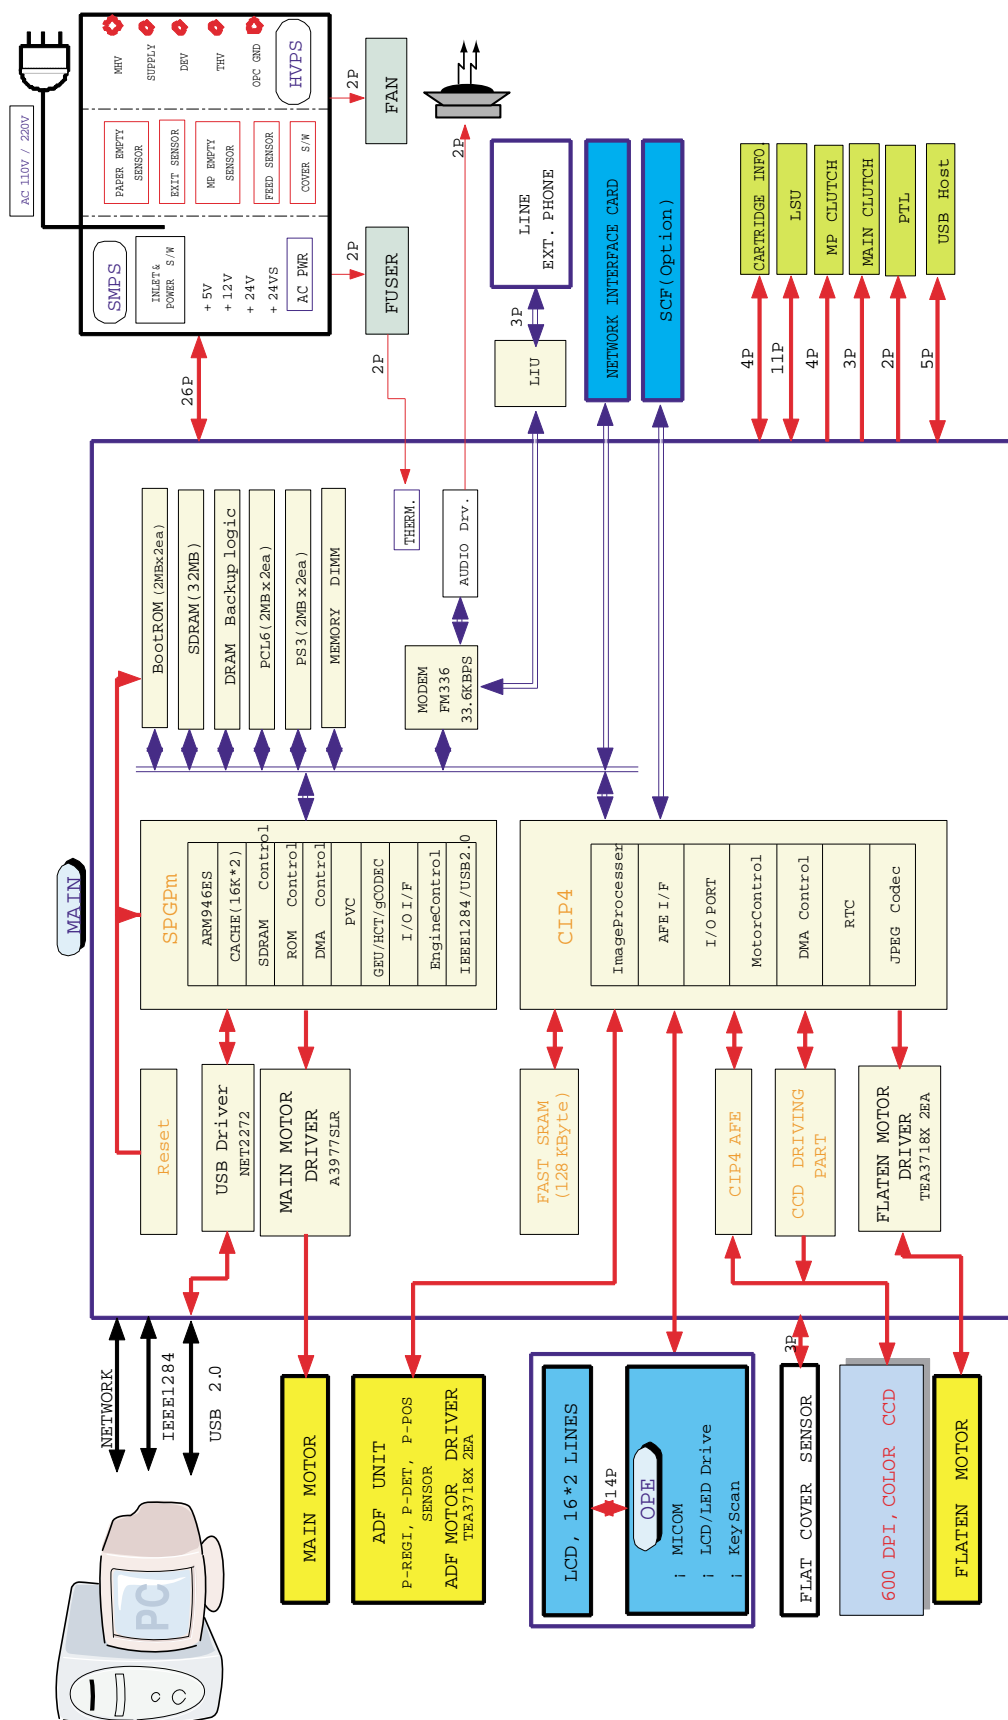 AC 110V / 220V
MHV
SUPPLY
DEV
THV
OPC GND
HVPS
PAPER EMPTY
SENSOR
EXIT SENSOR
MP EMPTY
SENSOR
FEED SENSOR
COVER S/W
SMPS
INLET&
POWER S/W
+5V
+12V
+24V
+24VS
AC PWR
2P
FAN
2P
FUSER
2P
2P
26P
THERM.
AUDIO Drv.
LINE
EXT. PHONE
3P
LIU
NETWORK INTERFACE CARD
SCF(Option)
CARTRIDGE INFO.
LSU
MP CLUTCH
MAIN CLUTCH
PTL
USB Host
4P
11P
4P
3P
2P
5P
BootROM (2MBx2ea)
SDRAM(32MB)
DRAM Backup logic
PCL6(2MBx2ea)
PS3(2MBx2ea)
MEMORY DIMM
MODEM
FM336
33.6KBPS
MAIN
SPGPm
ARM946ES
CACHE(16K*2)
SDRAM Control
ROM Control
DMA Control
PVC
GEU/HCT/gCODEC
I/O I/F
EngineControl
IEEE1284/USB2.0
CIP4
ImageProcesser
AFE I/F
I/O PORT
MotorControl
DMA Control
RTC
JPEG Codec
Reset
USB Driver
NET2272
MAIN MOTOR
DRIVER
A3977SLR
FAST SRAM
(128 KByte)
CIP4 AFE
CCD DRIVING
PART
FLATEN MOTOR
DRIVER
TEA3718X 2EA
NETWORK
IEEE1284
USB 2.0
PC
MAIN MOTOR
ADF UNIT
P-REGI, P-DET, P-POS
SENSOR
ADF MOTOR DRIVER
TEA3718X 2EA
LCD, 16*2 LINES
14P
OPE
¡ MICOM
¡ LCD/LED Drive
¡ Key Scan
3P
FLAT COVER SENSOR
600 DPI, COLOR CCD
FLATEN MOTOR